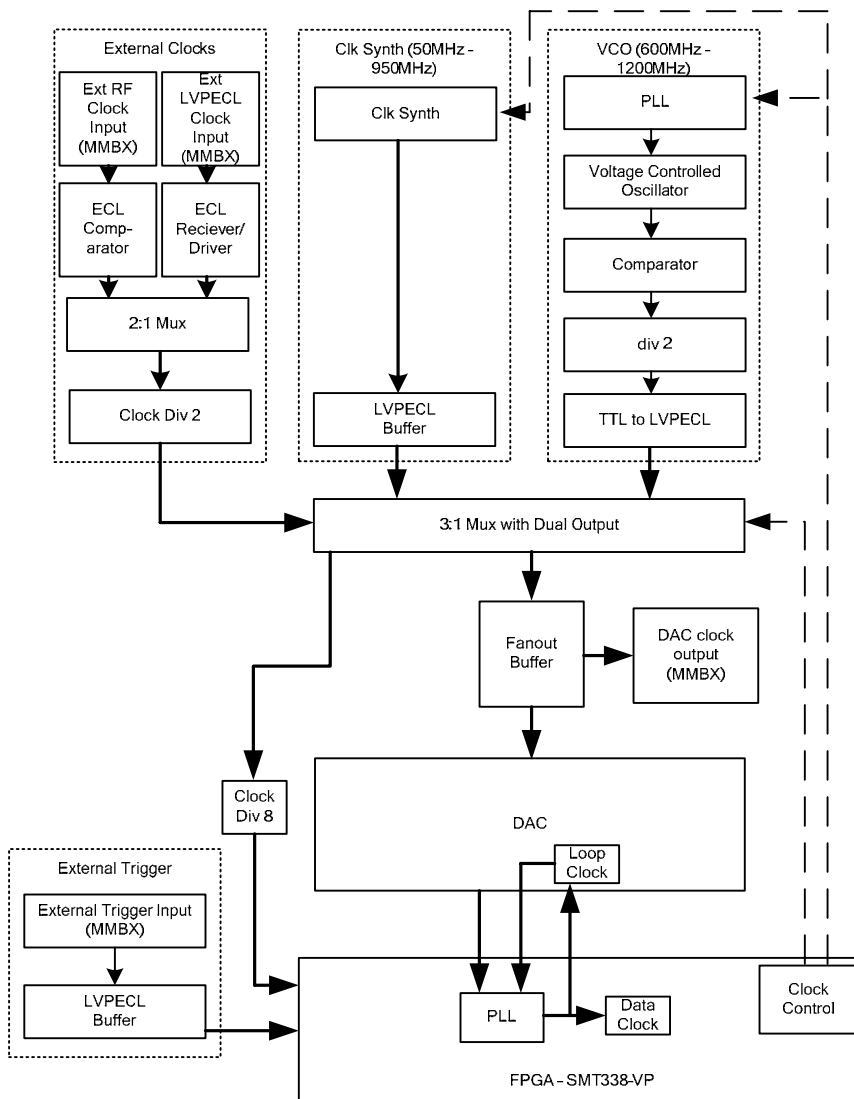 External Clocks
Ext RF
Clock
Input
(MMBX)
Ext
LVPECL
Clock
Input
(MMBX)
ECL
Comp-
arator
ECL
Reciever/
Driver
2:1 Mux
Clock Div 2
Clk Synth (50MHz -
950MHz)
Clk Synth
LVPECL
Buffer
VCO (600MHz -
1200MHz)
PLL
Voltage Controlled
Oscillator
Comparator
div 2
TTL to LVPECL
3:1 Mux with Dual Output
Fanout
Buffer
DAC clock
output
(MMBX)
Clock
Div 8
DAC
Loop
Clock
External Trigger
External Trigger Input
(MMBX)
LVPECL
Buffer
PLL
Data
Clock
Clock
Control
FPGA - SMT338-VP